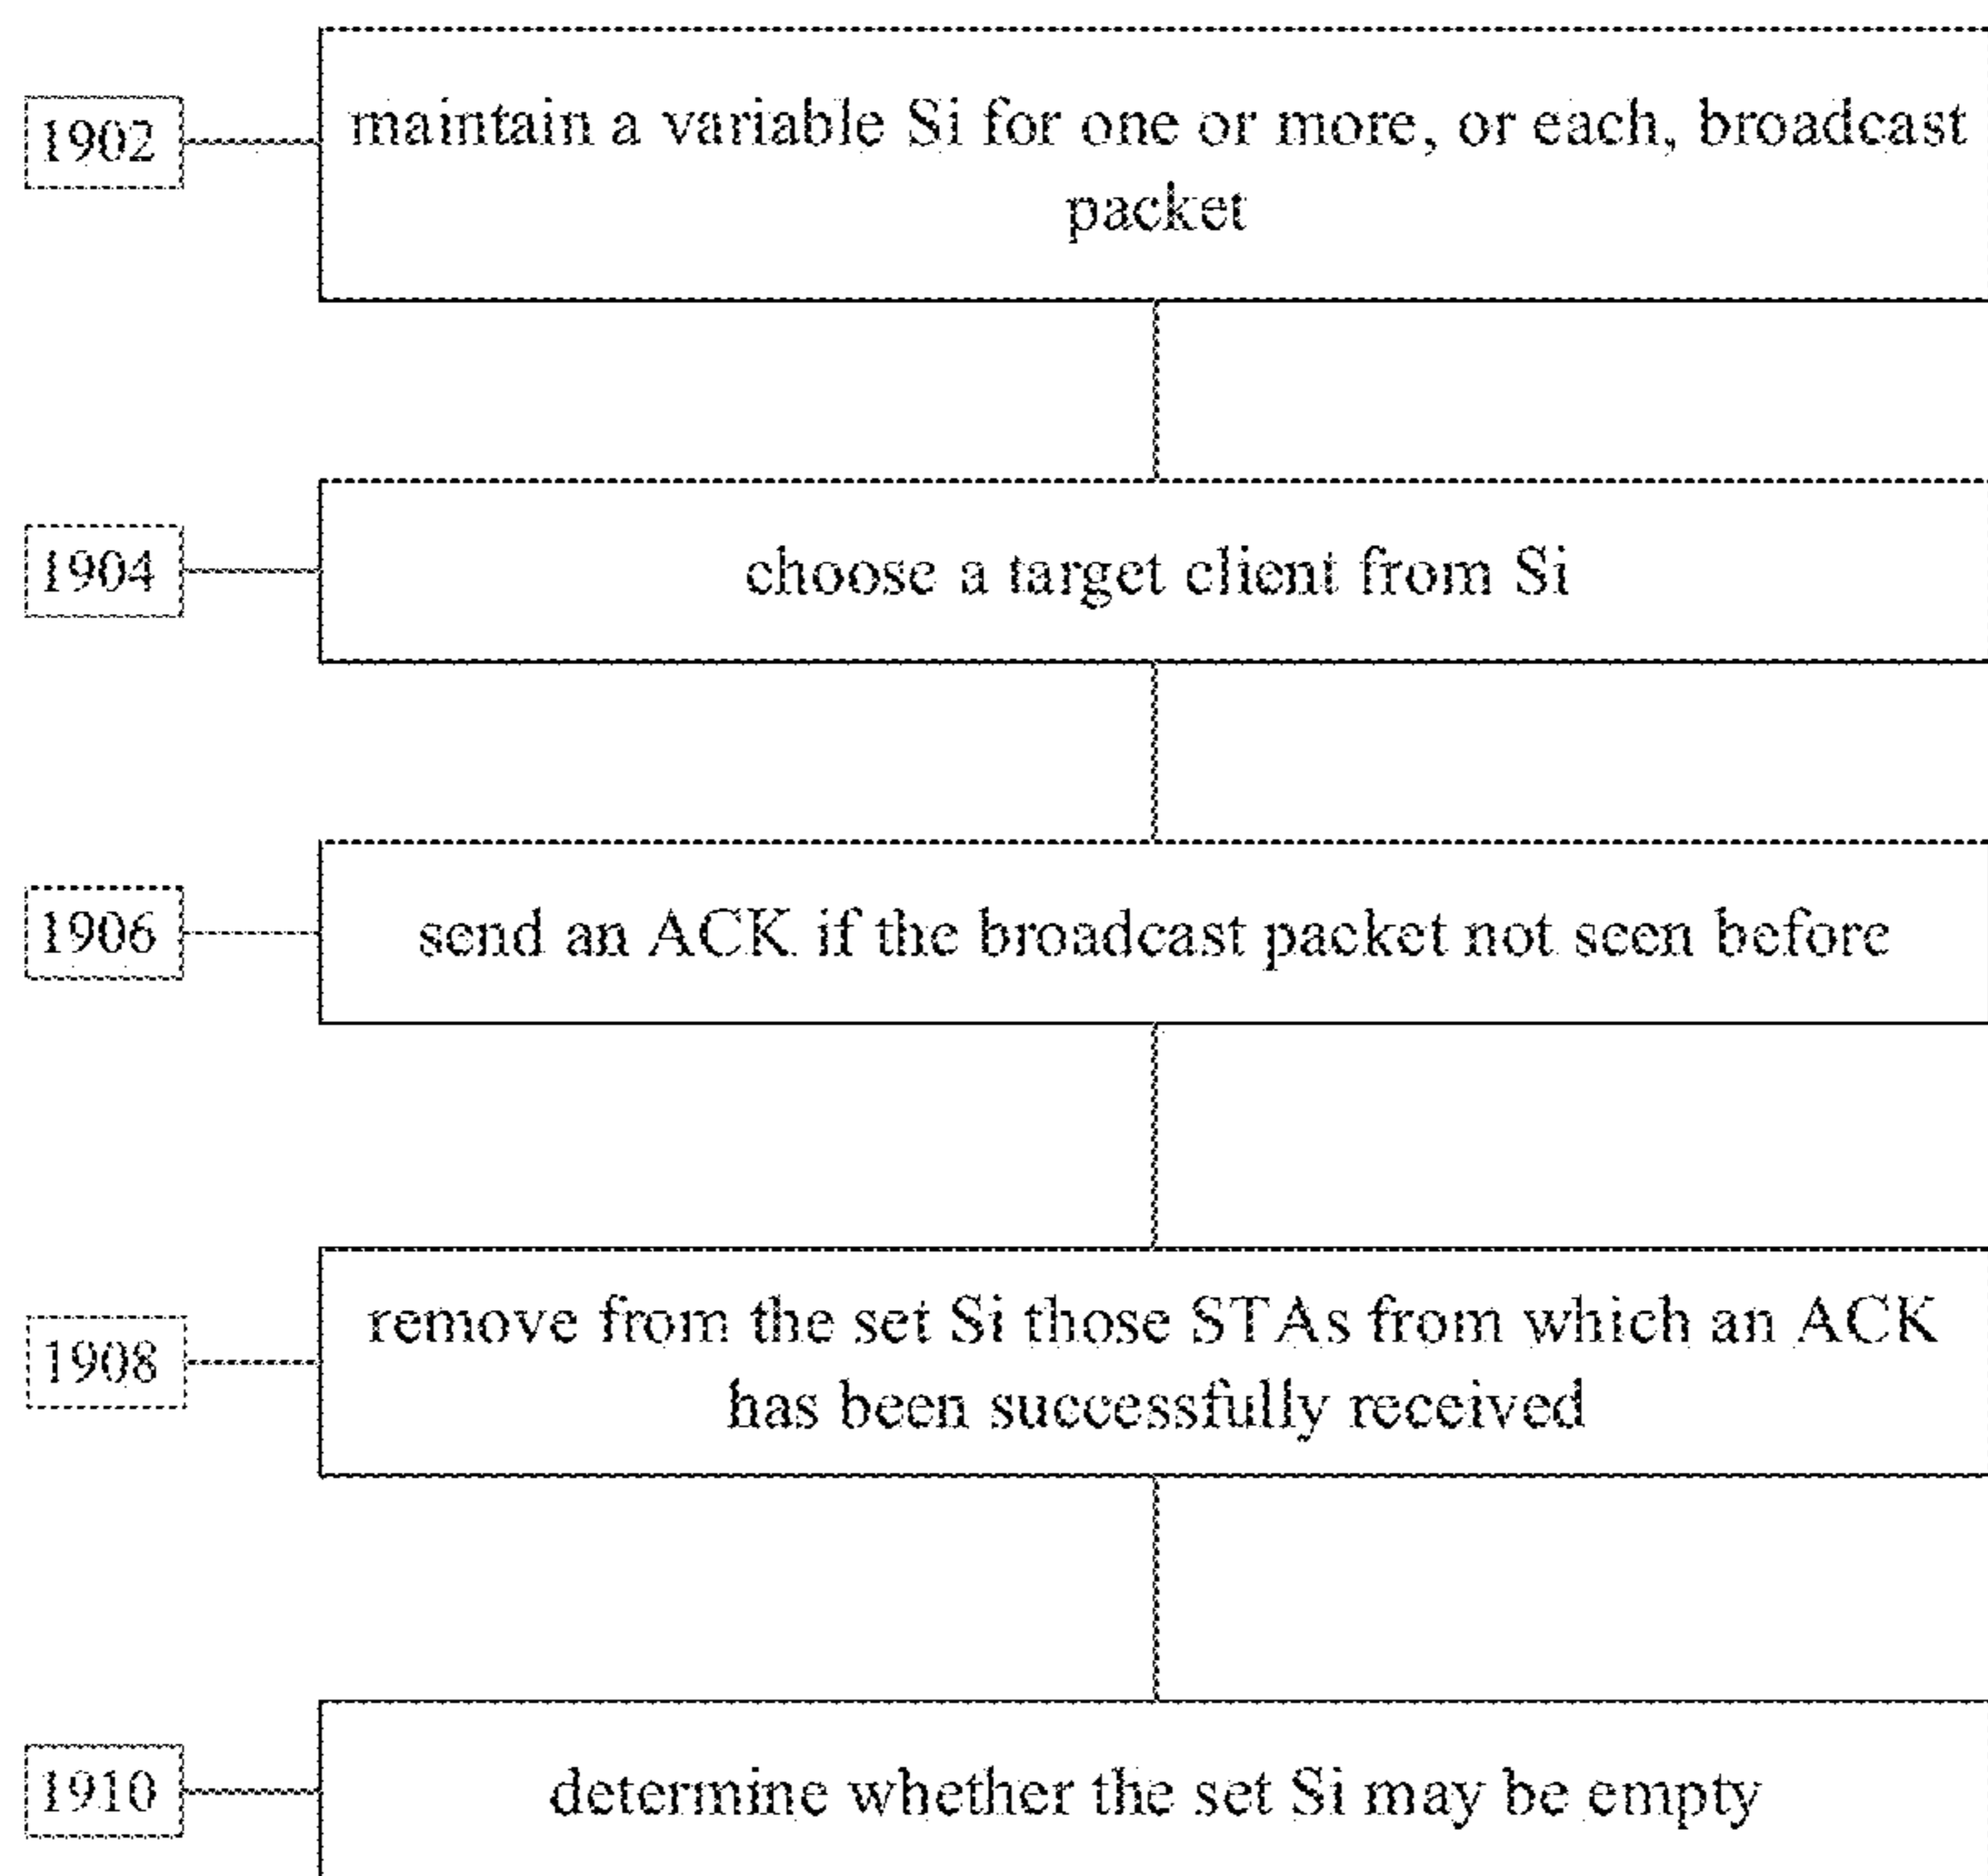 1902
maintain a variable Si for one or more, or each, broadcast
packet
1904
choose a target client from Si
1906
send an ACK if the broadcast packet not seen before
1908
remove from the set Si those STAs from which an ACK
has been successfully received
1910
determine whether the set Si may be empty